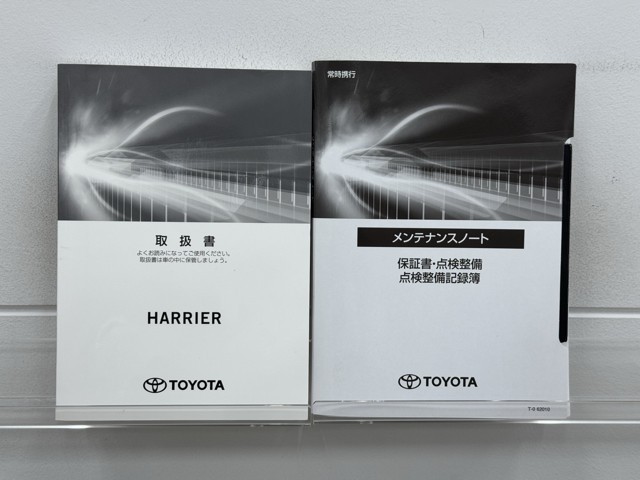 取扱書
よくお読みになってご使用ください。
取扱書は車の中に保管しましょう。
HARRIER
TOYOTA
常時携行
メンテナンスノート
保証書・点検整備
点検整備記録簿
TOYOTA